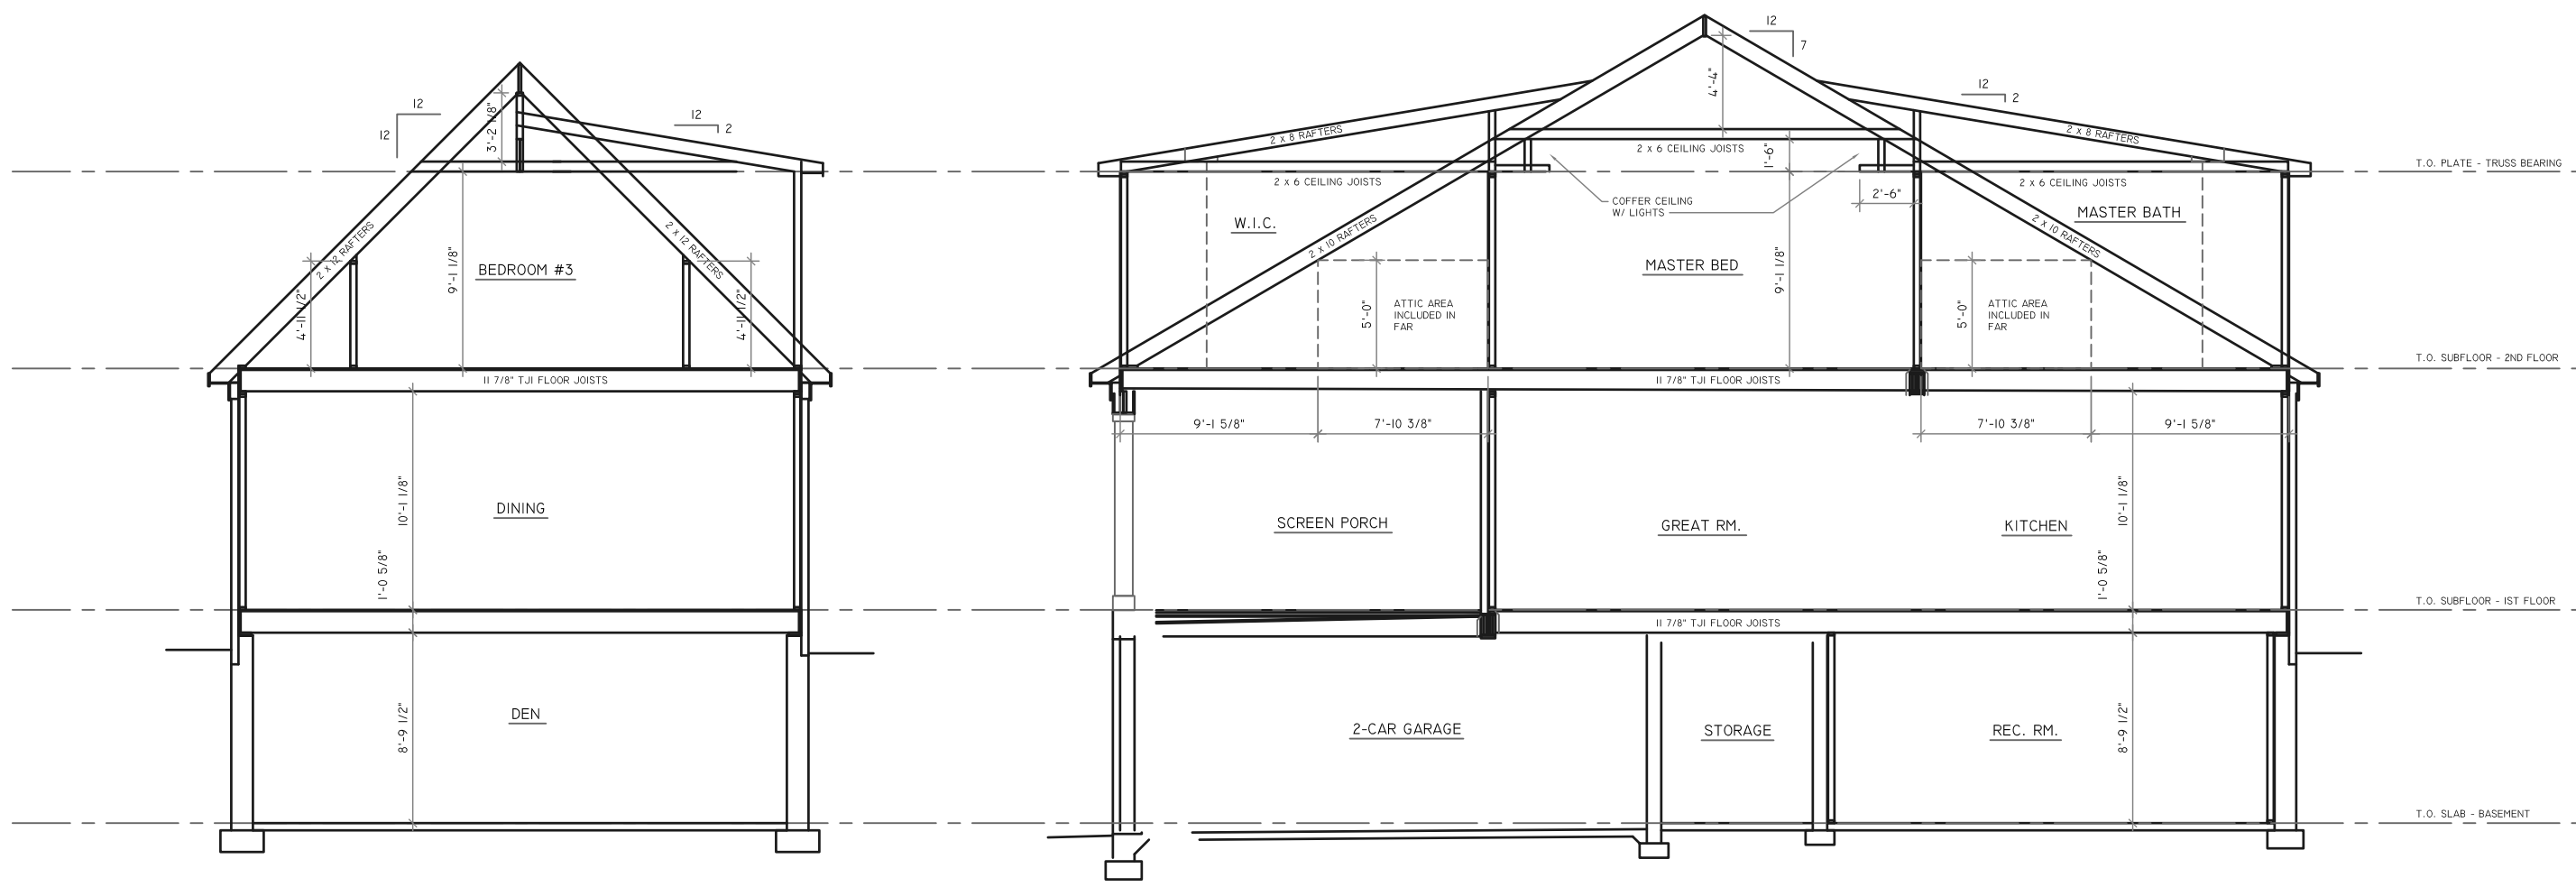 12
12
3'-2 1/8"
12
2
2 x 12 RAFTERS
2 x 12 RAFTERS
9'-1 1/8"
BEDROOM #3
4'-11 1/2"
4'-11 1/2"
11 7/8" TJI FLOOR JOISTS
10'-1 1/8"
DINING
1'-0 5/8"
8'-9 1/2"
DEN
12
7
4'-4"
12
2
2 x 8 RAFTERS
2 x 8 RAFTERS
2 x 6 CEILING JOISTS
1'-6"
2 x 6 CEILING JOISTS
2 x 6 CEILING JOISTS
T.O. PLATE - TRUSS BEARING
COFFER CEILING
W/ LIGHTS
2'-6"
W.I.C.
MASTER BATH
2 x 10 RAFTERS
2 x 10 RAFTERS
MASTER BED
9'-1 1/8"
5'-0"
ATTIC AREA
INCLUDED IN
FAR
5'-0"
ATTIC AREA
INCLUDED IN
FAR
T.O. SUBFLOOR - 2ND FLOOR
11 7/8" TJI FLOOR JOISTS
9'-1 5/8"
7'-10 3/8"
7'-10 3/8"
9'-1 5/8"
10'-1 1/8"
SCREEN PORCH
GREAT RM.
KITCHEN
1'-0 5/8"
T.O. SUBFLOOR - 1ST FLOOR
11 7/8" TJI FLOOR JOISTS
8'-9 1/2"
2-CAR GARAGE
STORAGE
REC. RM.
T.O. SLAB - BASEMENT